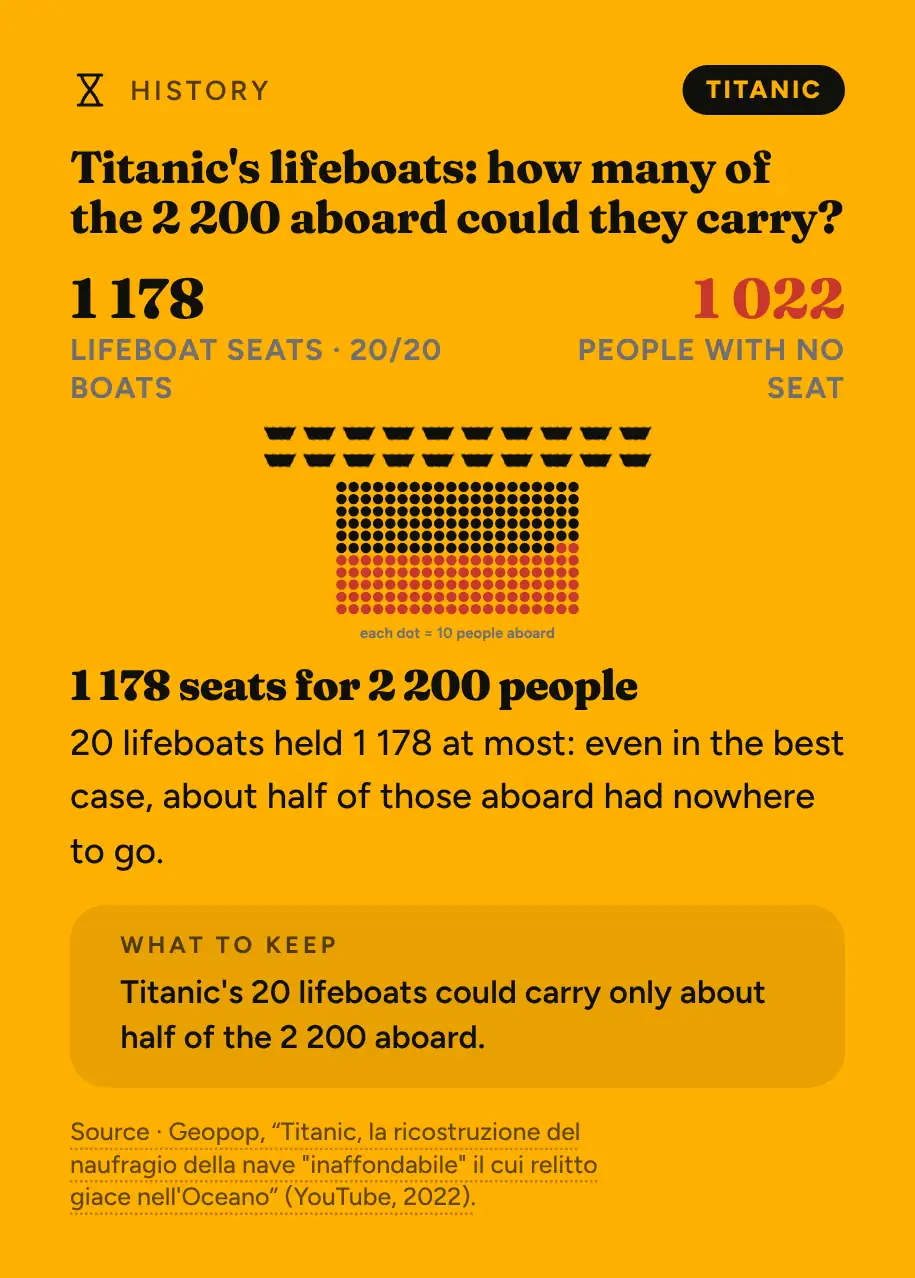 HISTORY
TITANIC
Titanic's lifeboats: how many of
the 2 200 aboard could they carry?
1 178
1 022
LIFEBOAT SEATS · 20/20
BOATS
PEOPLE WITH NO
SEAT
each dot = 10 people aboard
1 178 seats for 2 200 people
20 lifeboats held 1 178 at most: even in the best
case, about half of those aboard had nowhere
to go.
WHAT TO KEEP
Titanic's 20 lifeboats could carry only about
half of the 2 200 aboard.
Source · Geopop, “Titanic, la ricostruzione del
naufragio della nave "inaffondabile" il cui relitto
giace nell'Oceano” (YouTube, 2022).